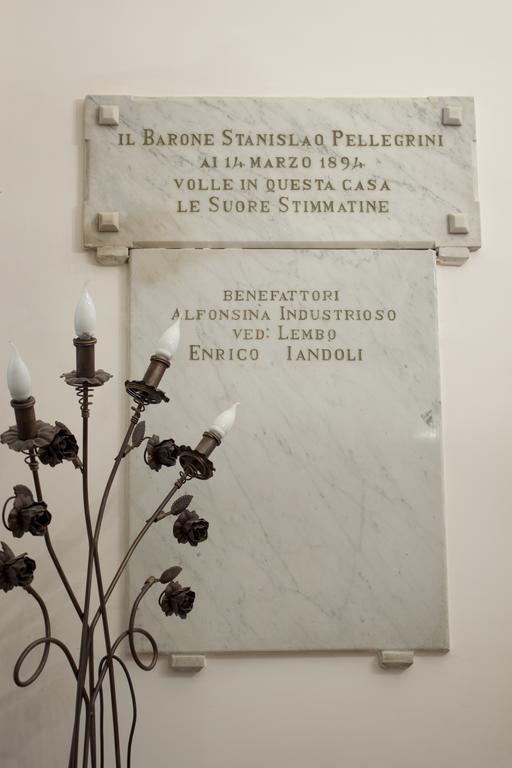 IL BARONE STANISLAO PELLEGRINI
AI 14 MARZO 1894
VOLLE IN QUESTA CASA
LE SUORE STIMMATINE
BENEFATTORI
ALFONSINA INDUSTRIOSO
VED: LEMBO
ENRICO IANDOLI